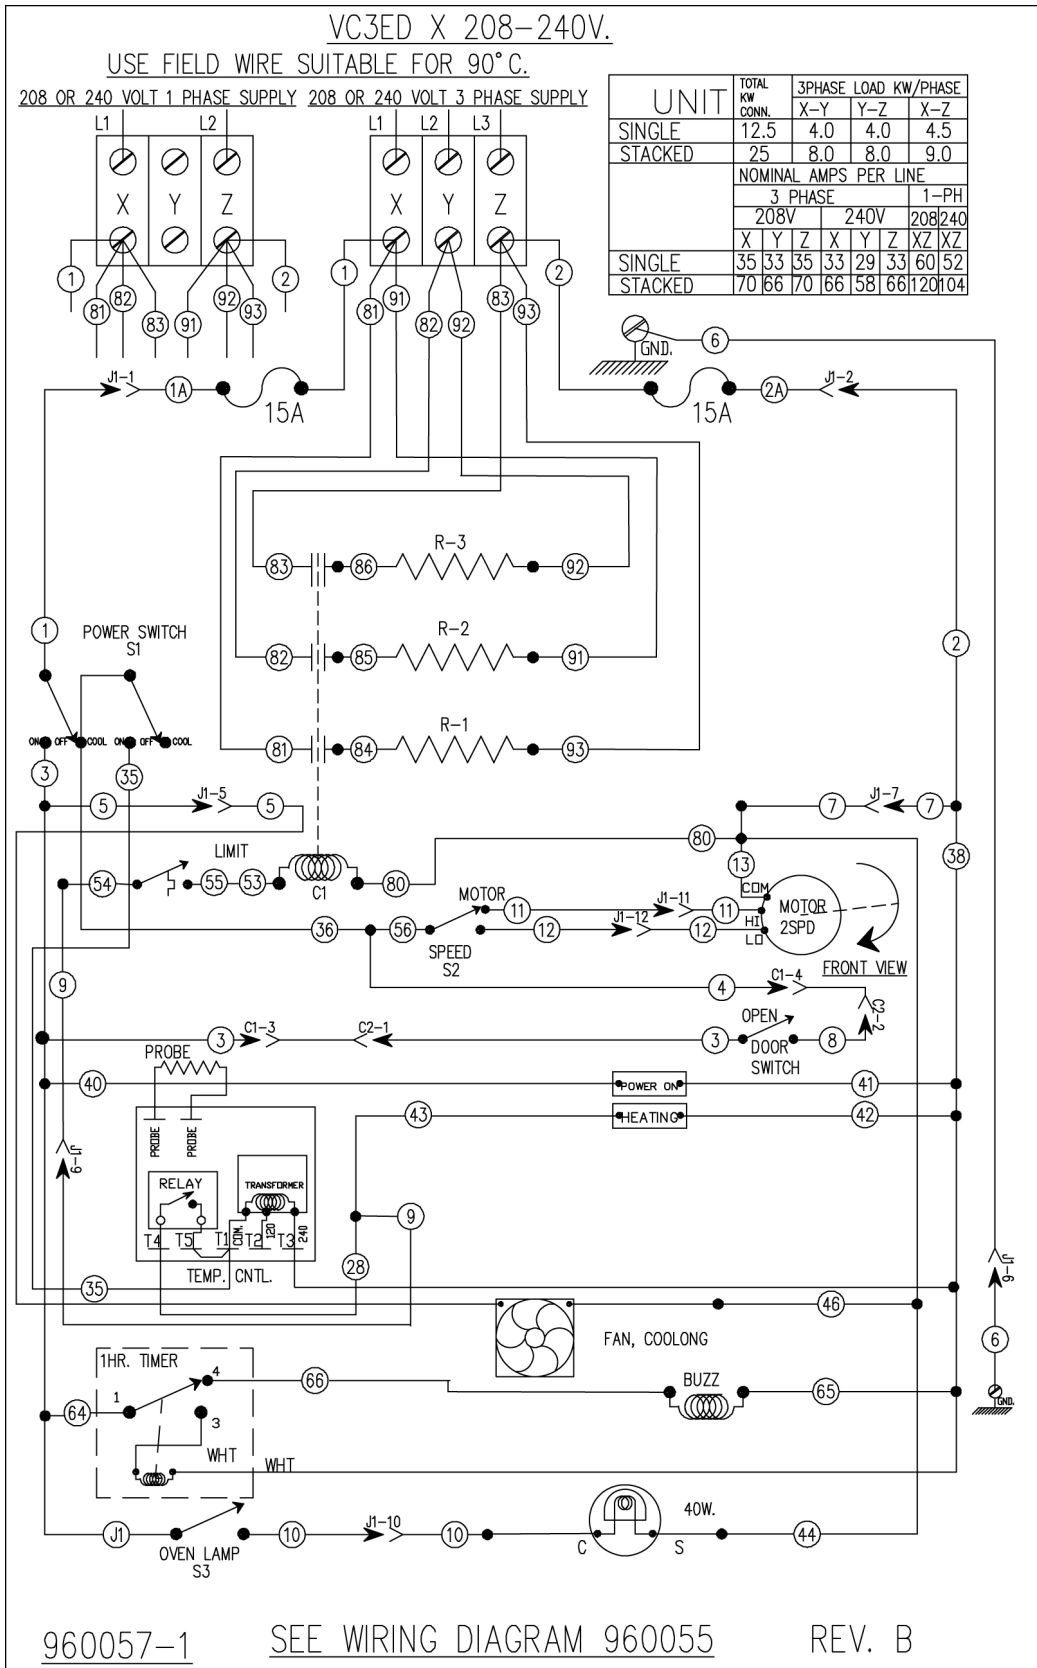 VC3ED X 208-240V.
USE FIELD WIRE SUITABLE FOR 90°C.
208 OR 240 VOLT 1 PHASE SUPPLY 208 OR 240 VOLT 3 PHASE SUPPLY
L1 L2 L1 L2 L3
X Y Z X Y Z
1 2 1 2
81 82 83 91 92 93 81 91 82 92 83 93
UNIT TOTAL KW CONN. 3PHASE LOAD KW/PHASE
X-Y Y-Z X-Z
SINGLE 12.5 4.0 4.0 4.5
STACKED 25 8.0 8.0 9.0
NOMINAL AMPS PER LINE
3 PHASE 1-PH
208V 240V 208 240
X Y Z X Y Z XZ XZ
SINGLE 35 33 35 33 29 33 60 52
STACKED 70 66 70 66 58 66 120 104
GND. 6
J1-1 1A 15A 15A 2A J1-2
83 86 R-3 92
1 POWER SWITCH S1 2
82 85 R-2 91
81 84 R-1 93
ON OFF COOL ON OFF COOL
3 35
5 J1-5 5 7 J1-7 7
80 13 38
54 LIMIT 55 53 C1 80
MOTOR 11 J1-11 11 COM
36 56 12 J1-12 12 HI LO MOTOR 2SPD
SPEED S2
FRONT VIEW
9 4 C1-4 C2-2
3 C1-3 C2-1 3 OPEN DOOR SWITCH 8
PROBE
40 POWER ON 41
43 HEATING 42
PROBE PROBE
J1-9
RELAY TRANSFORMER
COM. 120 240
T4 T5 T1 T2 T3
9
28
35 TEMP. CNTL.
J1-6
46
FAN, COOLONG
6
GND.
1HR. TIMER
64 1 4 3 66 BUZZ 65
WHT WHT
J1 OVEN LAMP S3 10 J1-10 10 C S 40W. 44
960057-1 SEE WIRING DIAGRAM 960055 REV. B